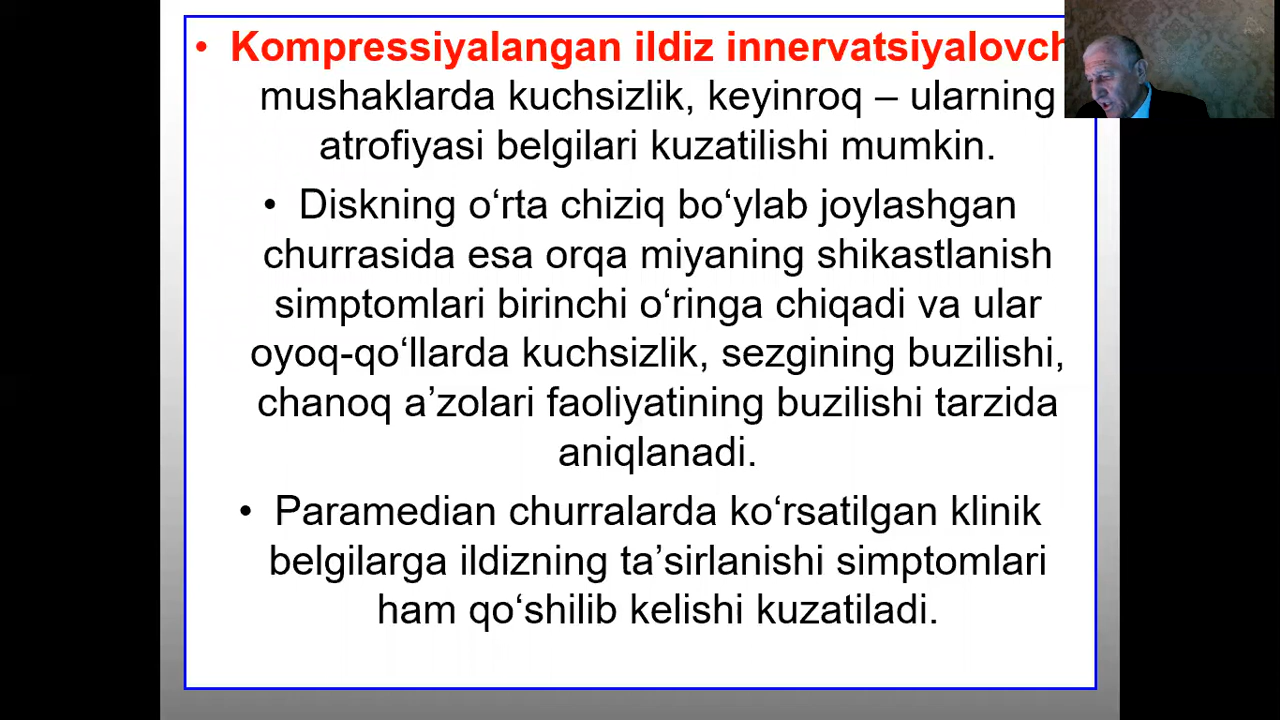 • Kompressiyalangan ildiz innervatsiyalovch
mushaklarda kuchsizlik, keyinroq – ularning
atrofiyasi belgilari kuzatilishi mumkin.
• Diskning o‘rta chiziq bo‘ylab joylashgan
churrasida esa orqa miyaning shikastlanish
simptomlari birinchi o‘ringa chiqadi va ular
oyoq-qo‘llarda kuchsizlik, sezgining buzilishi,
chanoq a’zolari faoliyatining buzilishi tarzida
aniqlanadi.
• Paramedian churralarda ko‘rsatilgan klinik
belgilarga ildizning ta’sirlanishi simptomlari
ham qo‘shilib kelishi kuzatiladi.